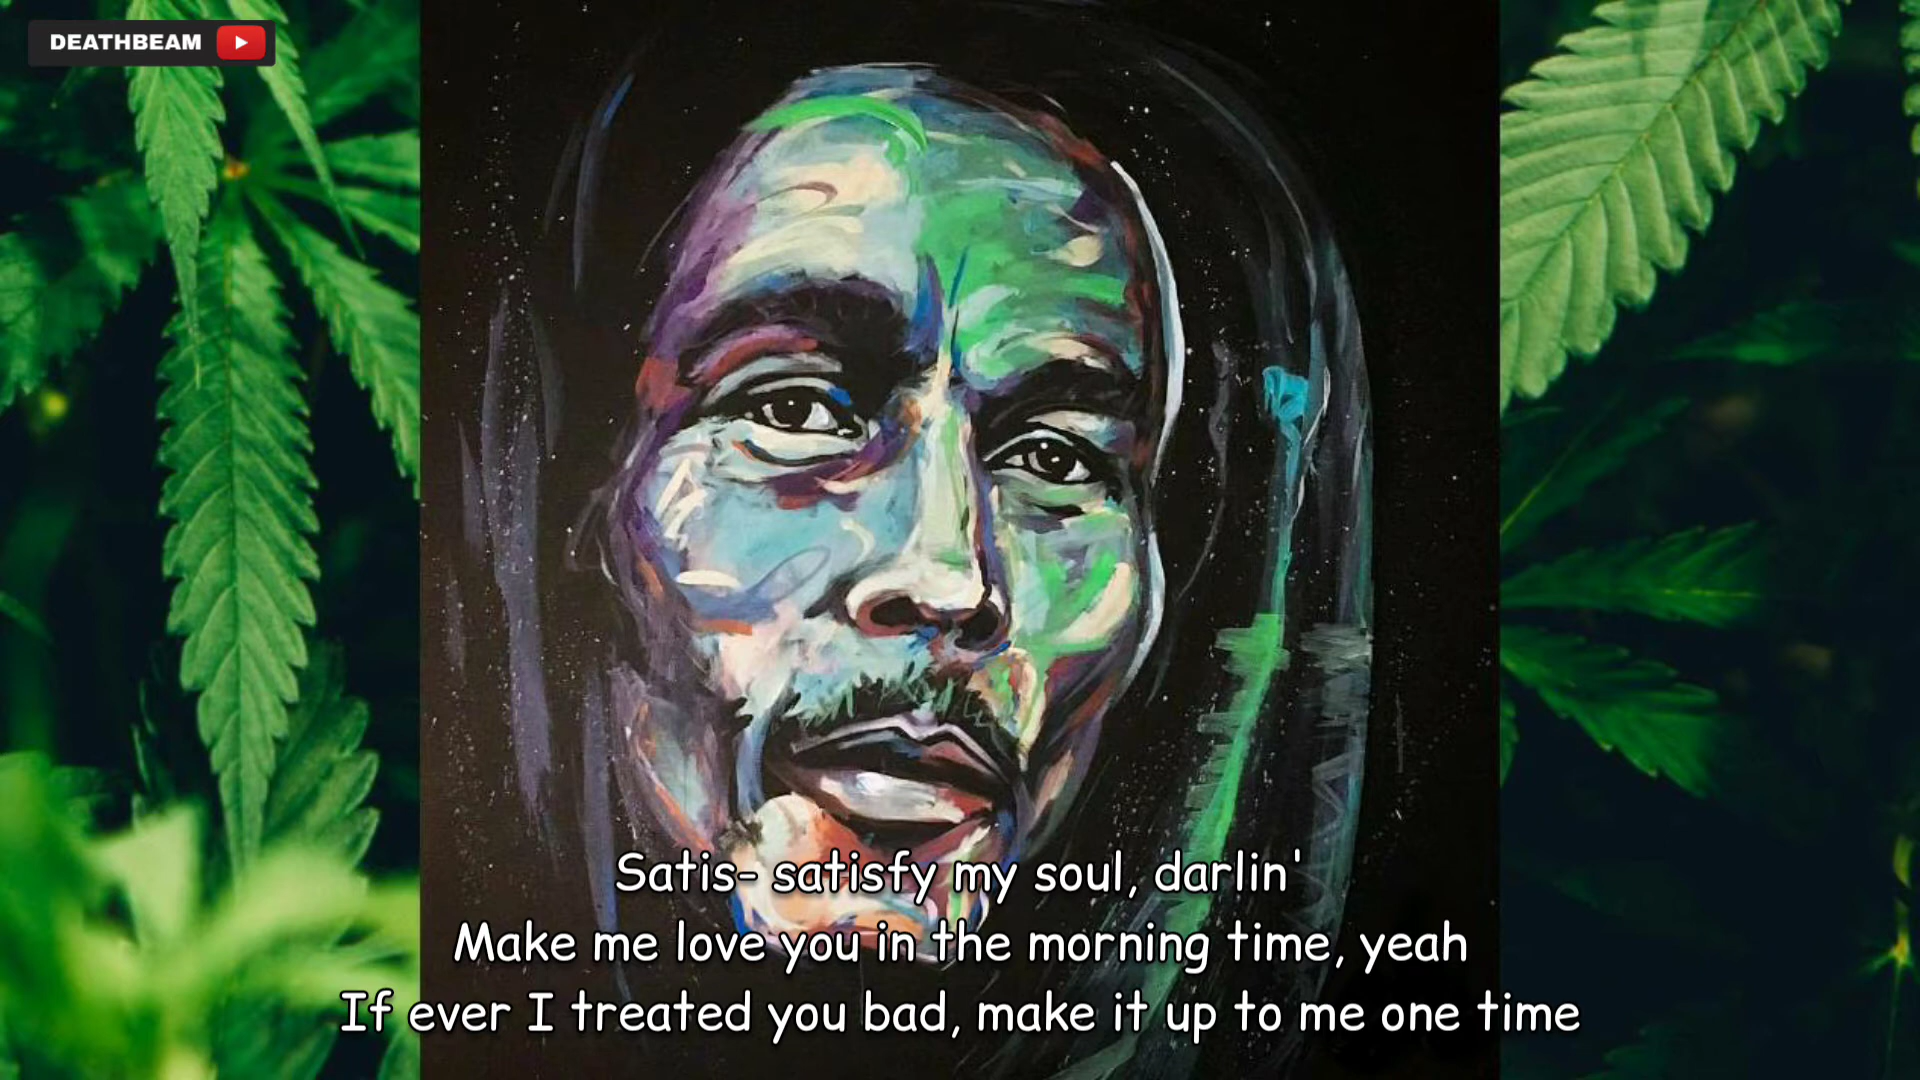 DEATHBEAM
Satis- satisfy my soul, darlin'
Make me love you in the morning time, yeah
If ever I treated you bad, make it up to me one time